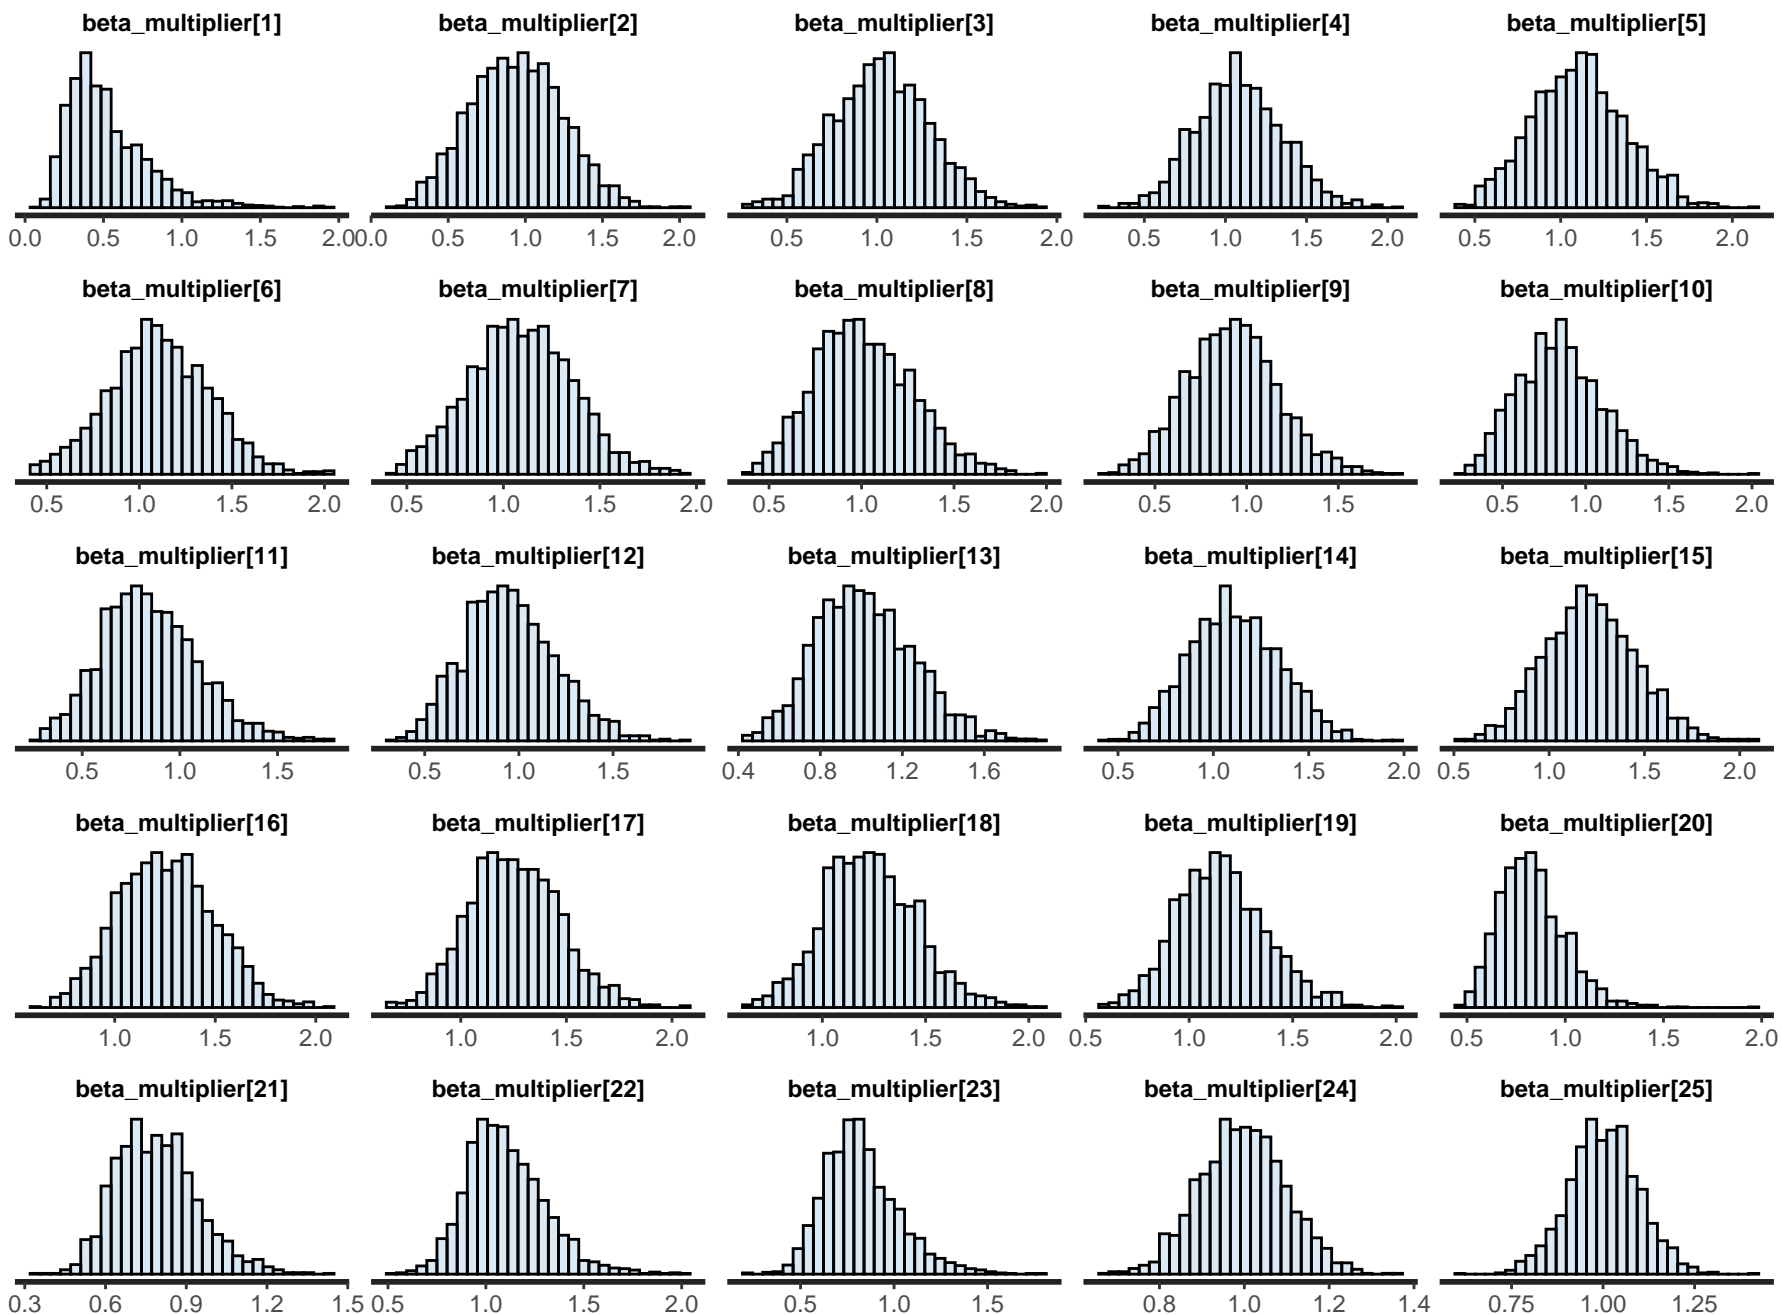 beta_multiplier[1] beta_multiplier[2] beta_multiplier[3] beta_multiplier[4] beta_multiplier[5]
0.0 0.5 1.0 1.5 2.0 0.0 0.5 1.0 1.5 2.0 0.5 1.0 1.5 2.0 0.5 1.0 1.5 2.0 0.5 1.0 1.5 2.0
beta_multiplier[6] beta_multiplier[7] beta_multiplier[8] beta_multiplier[9] beta_multiplier[10]
0.5 1.0 1.5 2.0 0.5 1.0 1.5 2.0 0.5 1.0 1.5 2.0 0.5 1.0 1.5 0.5 1.0 1.5 2.0
beta_multiplier[11] beta_multiplier[12] beta_multiplier[13] beta_multiplier[14] beta_multiplier[15]
0.5 1.0 1.5 0.5 1.0 1.5 0.4 0.8 1.2 1.6 0.5 1.0 1.5 2.0 0.5 1.0 1.5 2.0
beta_multiplier[16] beta_multiplier[17] beta_multiplier[18] beta_multiplier[19] beta_multiplier[20]
1.0 1.5 2.0 1.0 1.5 2.0 1.0 1.5 2.0 0.5 1.0 1.5 2.0 0.5 1.0 1.5 2.0
beta_multiplier[21] beta_multiplier[22] beta_multiplier[23] beta_multiplier[24] beta_multiplier[25]
0.3 0.6 0.9 1.2 1.5 0.5 1.0 1.5 2.0 0.5 1.0 1.5 0.8 1.0 1.2 1.4 0.75 1.00 1.25